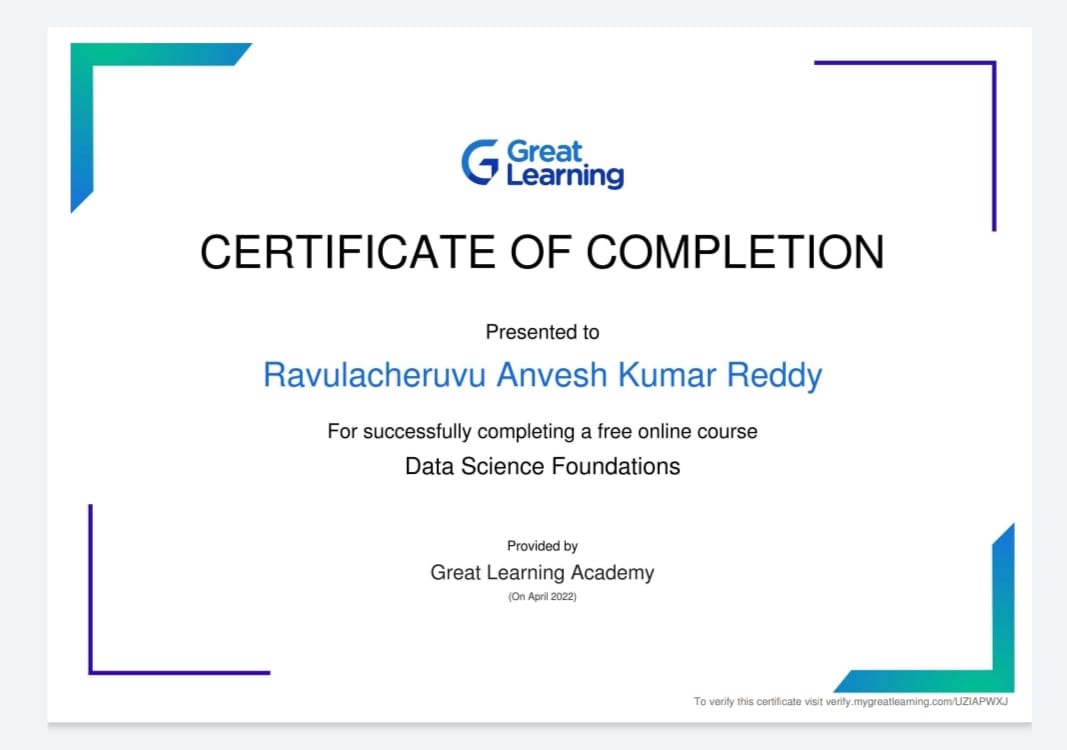 Great
Learning
CERTIFICATE OF COMPLETION
Presented to
Ravulacheruvu Anvesh Kumar Reddy
For successfully completing a free online course
Data Science Foundations
Provided by
Great Learning Academy
(On April 2022)
To verify this certificate visit verify.mygreatlearning.com/UZIAPWXJ